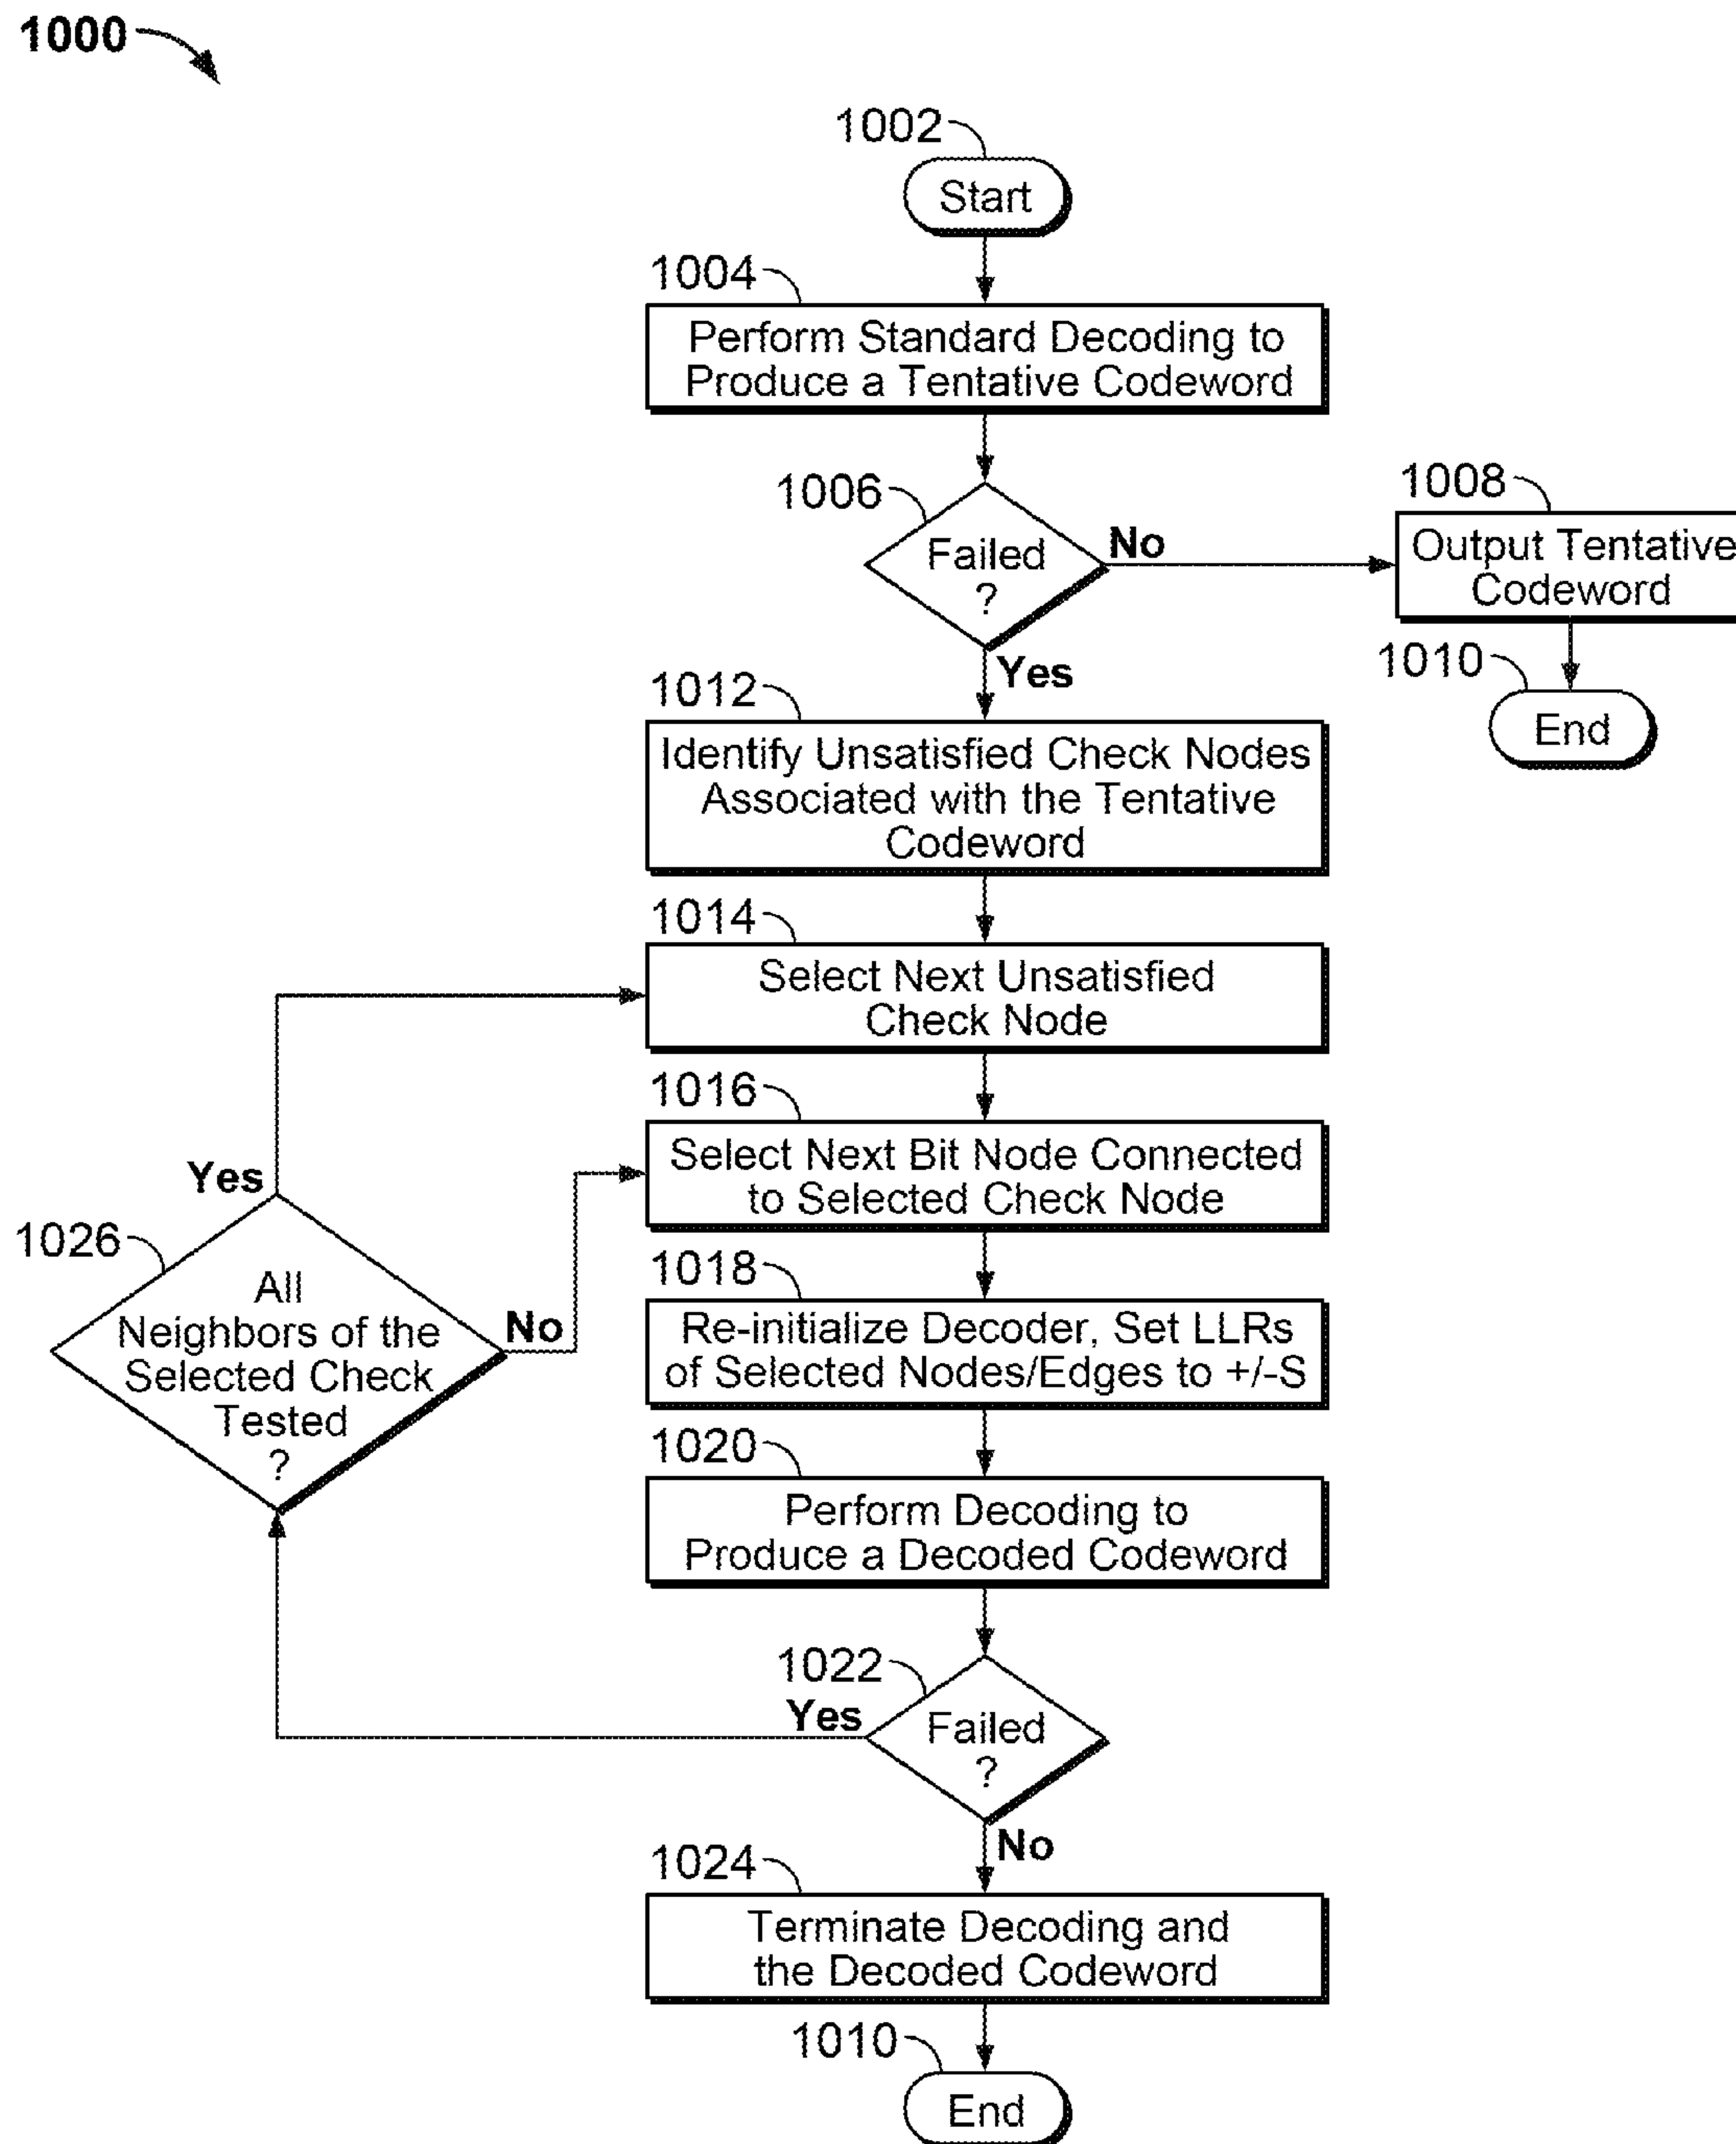 1000
1002
Start
1004
Perform Standard Decoding to
Produce a Tentative Codeword
1006
Failed
?
No
Yes
1008
Output Tentative
Codeword
1010
End
1012
Identify Unsatisfied Check Nodes
Associated with the Tentative
Codeword
1014
Select Next Unsatisfied
Check Node
1016
Select Next Bit Node Connected
to Selected Check Node
Yes
1026
All
Neighbors of the
Selected Check
Tested
?
No
1018
Re-initialize Decoder, Set LLRs
of Selected Nodes/Edges to +/-S
1020
Perform Decoding to
Produce a Decoded Codeword
1022
Yes
Failed
?
No
1024
Terminate Decoding and
the Decoded Codeword
1010
End